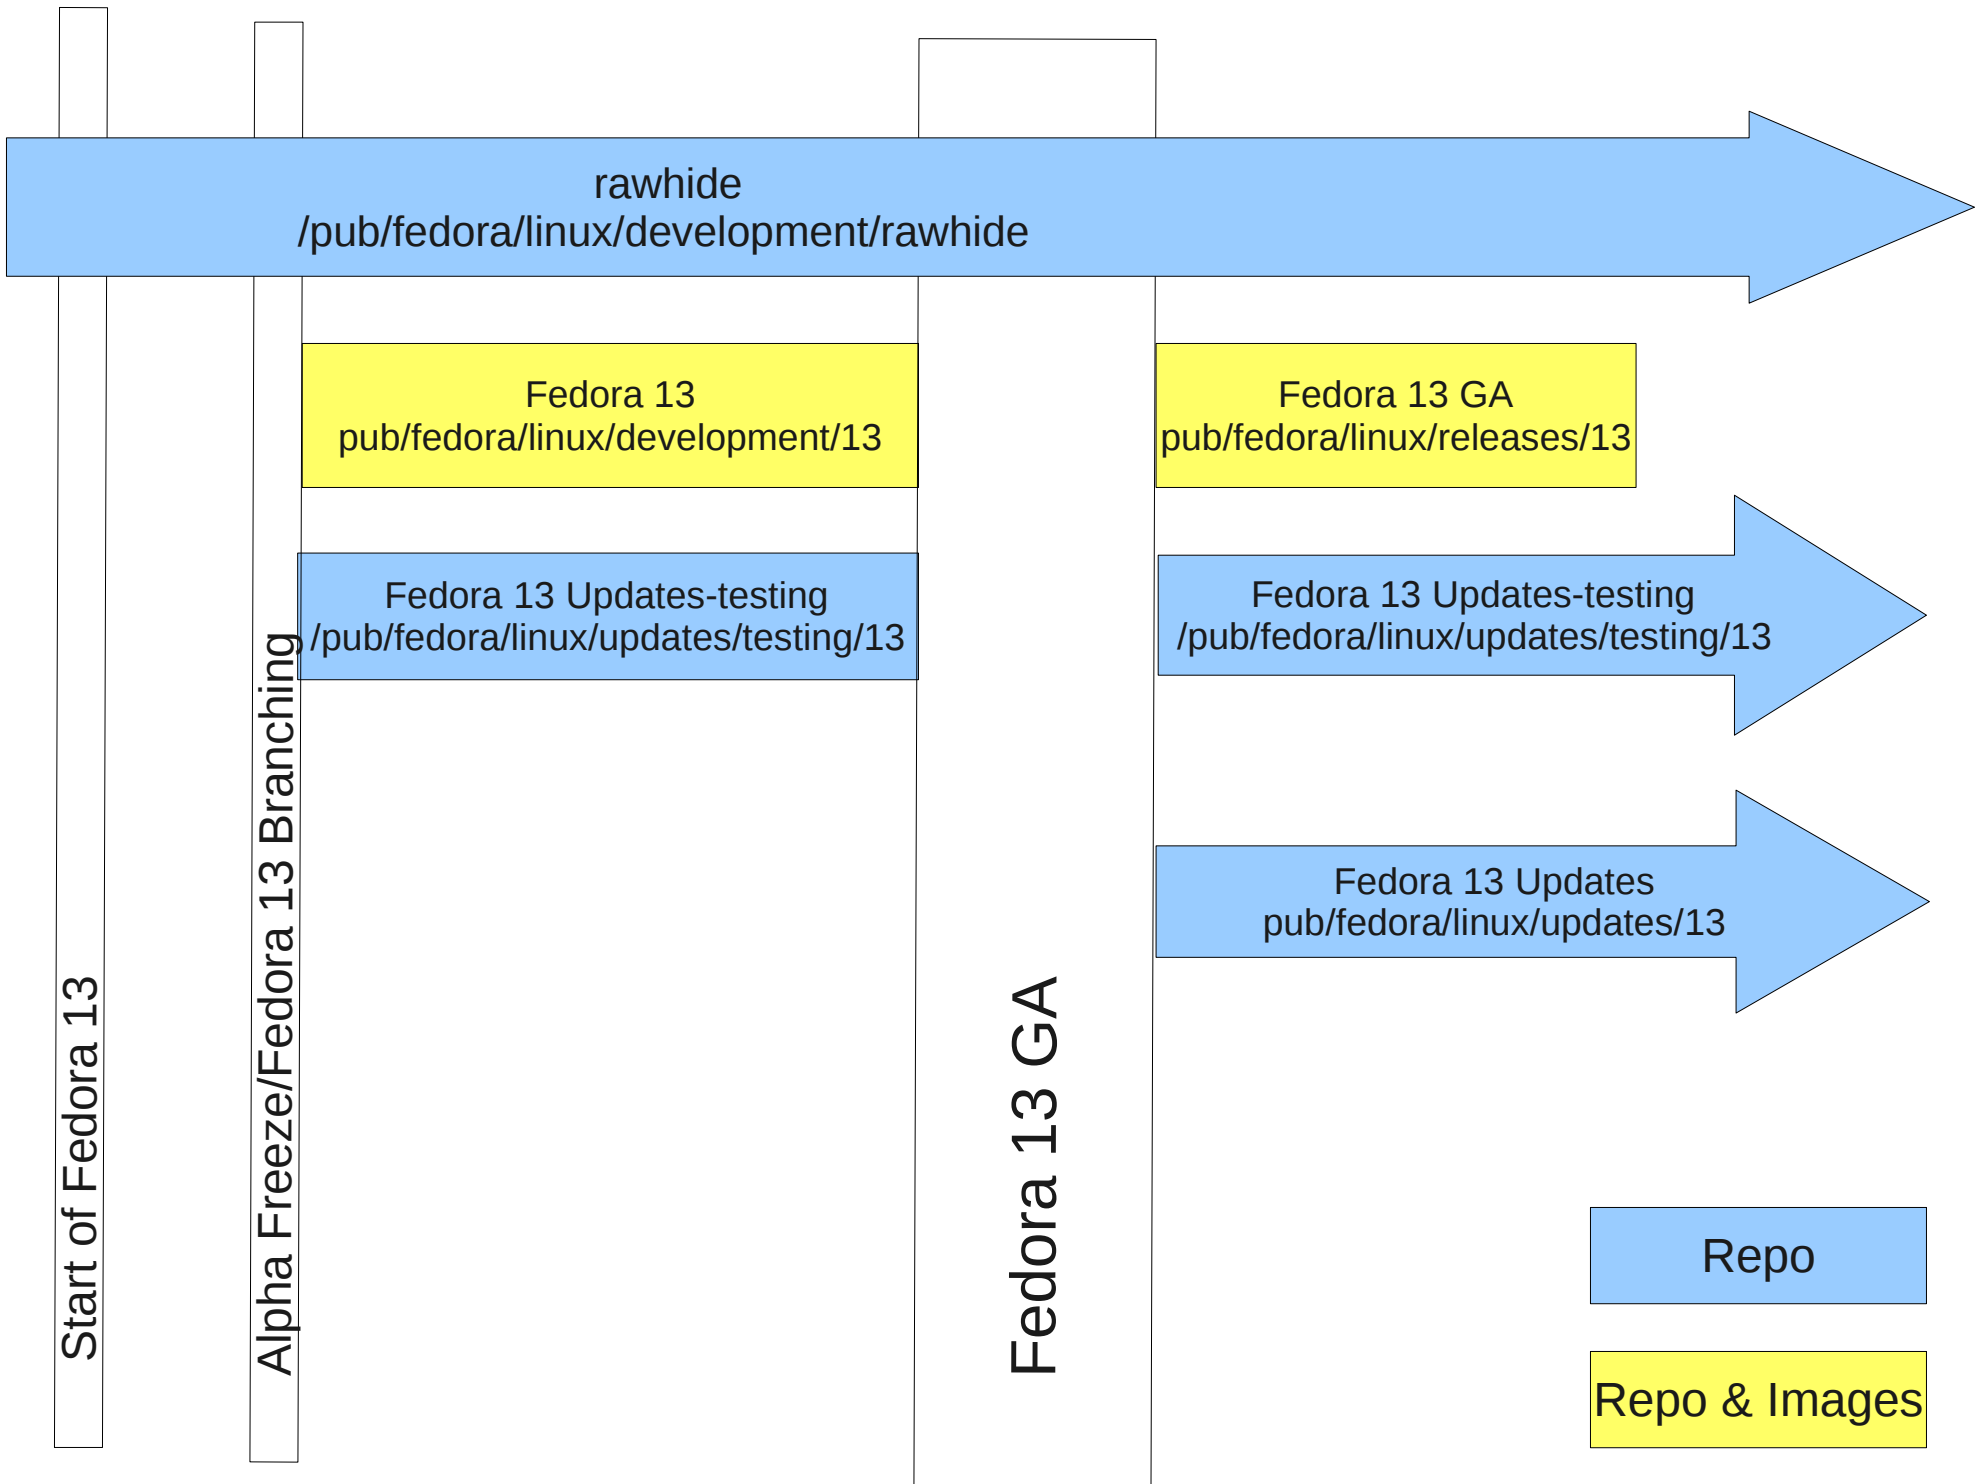 rawhide
/pub/fedora/linux/development/rawhide
Fedora 13
pub/fedora/linux/development/13
Fedora 13 GA
pub/fedora/linux/releases/13
Fedora 13 Updates-testing
/pub/fedora/linux/updates/testing/13
Fedora 13 Updates-testing
/pub/fedora/linux/updates/testing/13
Fedora 13 Updates
pub/fedora/linux/updates/13
Start of Fedora 13
Alpha Freeze/Fedora 13 Branching
Fedora 13 GA
Repo
Repo & Images